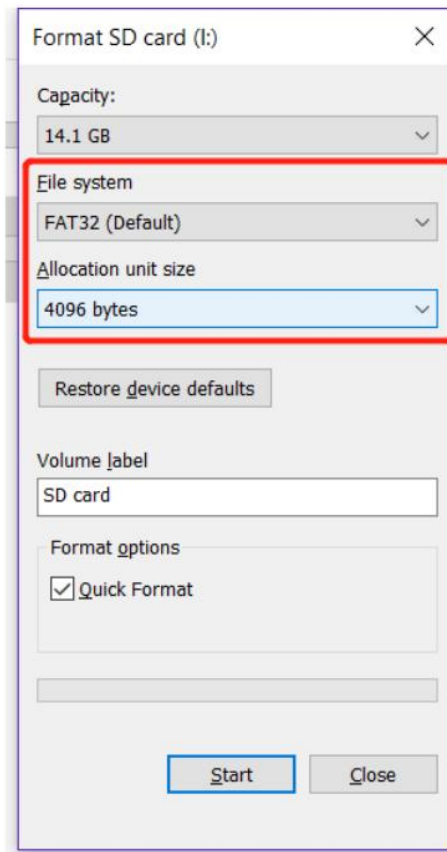 Format SD card (I:)
Capacity:
14.1 GB
File system
FAT32 (Default)
Allocation unit size
4096 bytes
Restore device defaults
Volume label
SD card
Format options
Quick Format
Start
Close